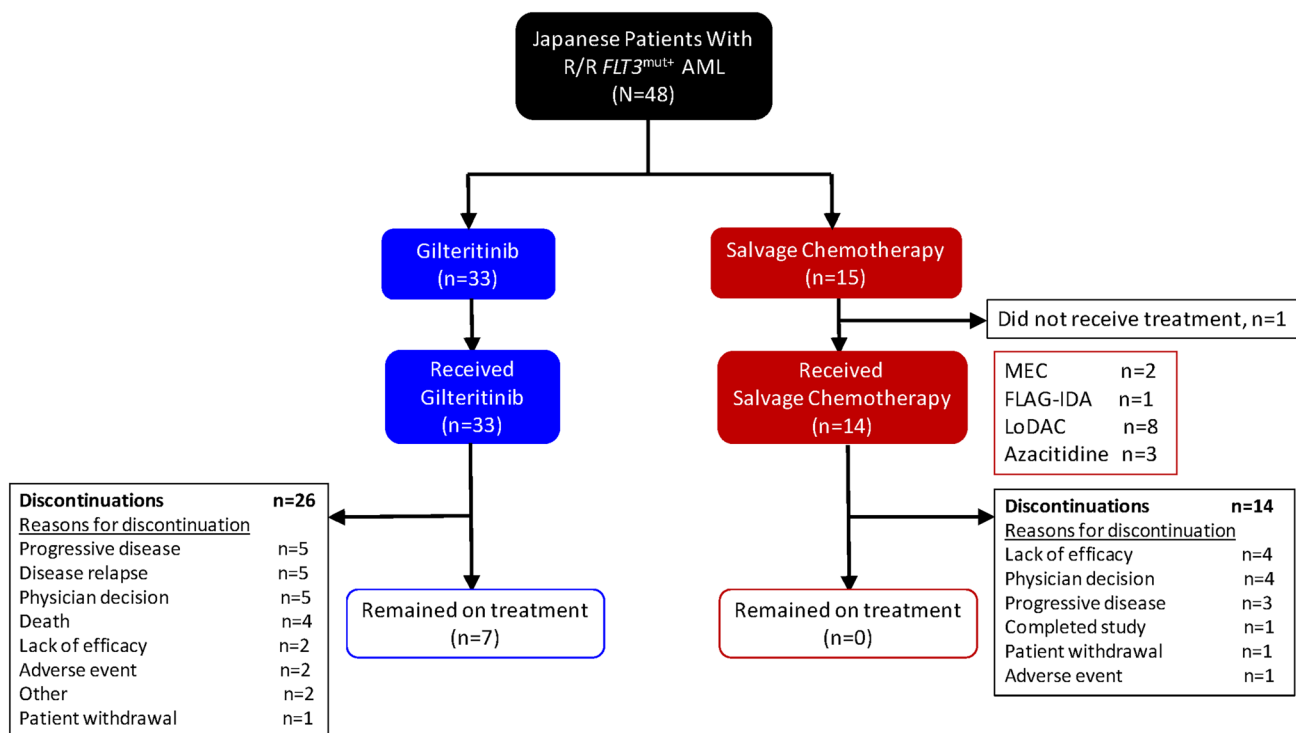 Japanese Patients With
R/R FLT3mut+ AML
(N=48)
Gilteritinib
(n=33)
Salvage Chemotherapy
(n=15)
Did not receive treatment, n=1
Received
Gilteritinib
(n=33)
Received
Salvage Chemotherapy
(n=14)
MEC n=2
FLAG-IDA n=1
LoDAC n=8
Azacitidine n=3
Discontinuations n=26
Reasons for discontinuation
Progressive disease n=5
Disease relapse n=5
Physician decision n=5
Death n=4
Lack of efficacy n=2
Adverse event n=2
Other n=2
Patient withdrawal n=1
Remained on treatment
(n=7)
Remained on treatment
(n=0)
Discontinuations n=14
Reasons for discontinuation
Lack of efficacy n=4
Physician decision n=4
Progressive disease n=3
Completed study n=1
Patient withdrawal n=1
Adverse event n=1